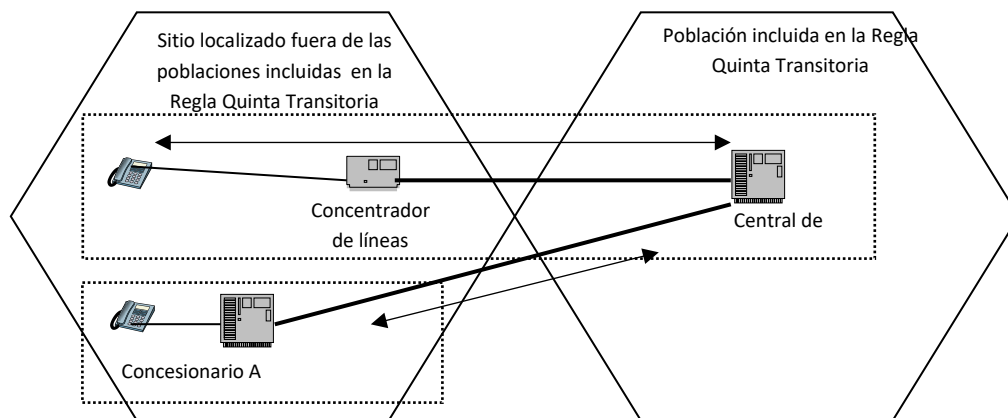 Sitio localizado fuera de las
poblaciones incluidas en la
Regla Quinta Transitoria
Población incluida en la Regla
Quinta Transitoria
Concentrador
de líneas
Central de
Concesionario A